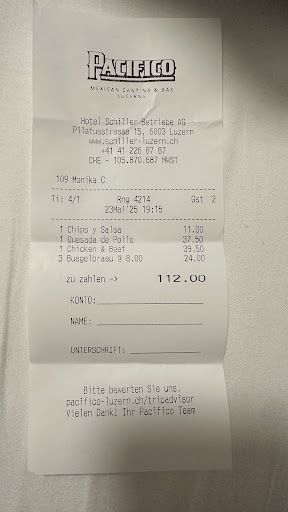 PACIFICO
MEXICAN CANTINA & BAR
LUCERNE
Hotel Schiller Betriebe AG
Pilatusstrasse 15, 6003 Luzern
www.schiller-luzern.ch
+41 41 226 87 87
CHE - 105.870.687 MWST
109 Monika C
Ti: 4/1 Rng 4214 Gst 2
23Mai'25 19:15
1 Chips y Salsa 11.00
1 Quesada de Pollo 37.50
1 Chicken & Beef 39.50
3 Buegelbraeu @ 8.00 24.00
zu zahlen -> 112.00
KONTO:
NAME:
UNTERSCHRIFT:
Bitte bewerten Sie uns.
pacifico-luzern.ch/tripadvisor
Vielen Dank! Ihr Pacifico Team